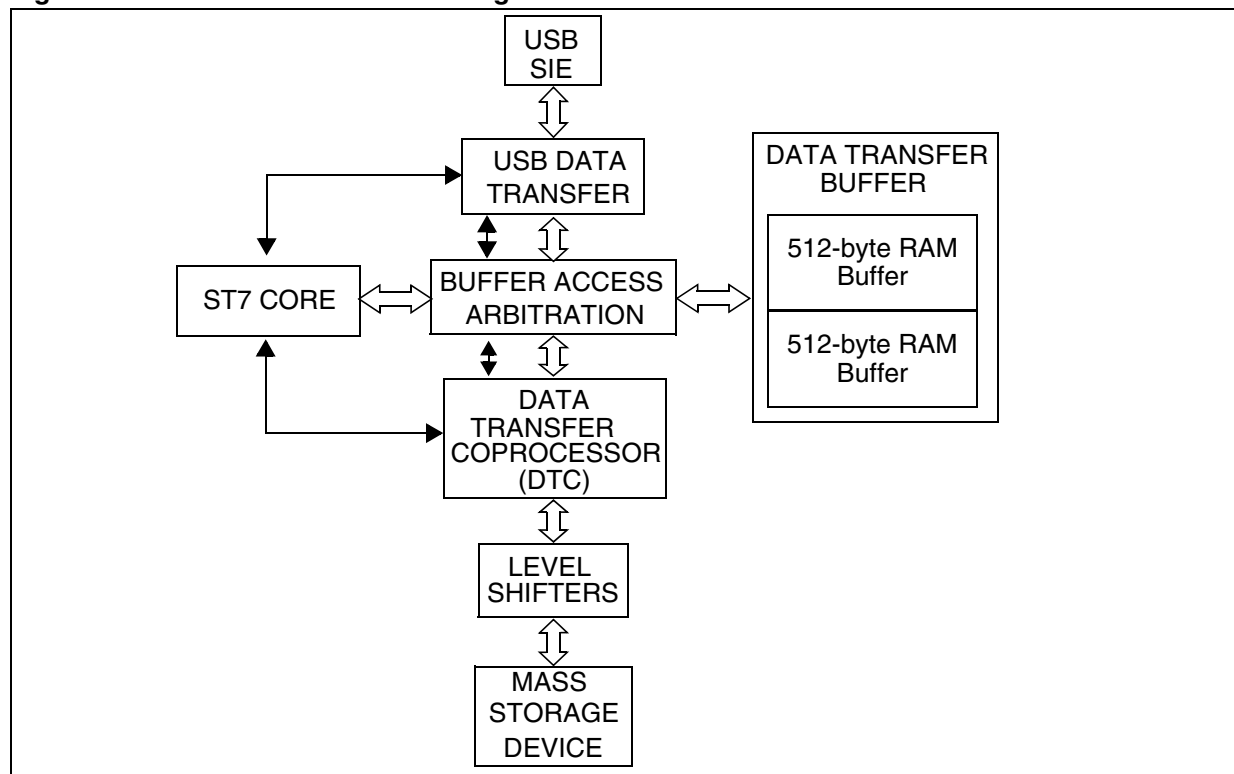 USB
SIE
USB DATA
TRANSFER
DATA TRANSFER
BUFFER
512-byte RAM
Buffer
ST7 CORE
BUFFER ACCESS
ARBITRATION
512-byte RAM
Buffer
DATA
TRANSFER
COPROCESSOR
(DTC)
LEVEL
SHIFTERS
MASS
STORAGE
DEVICE